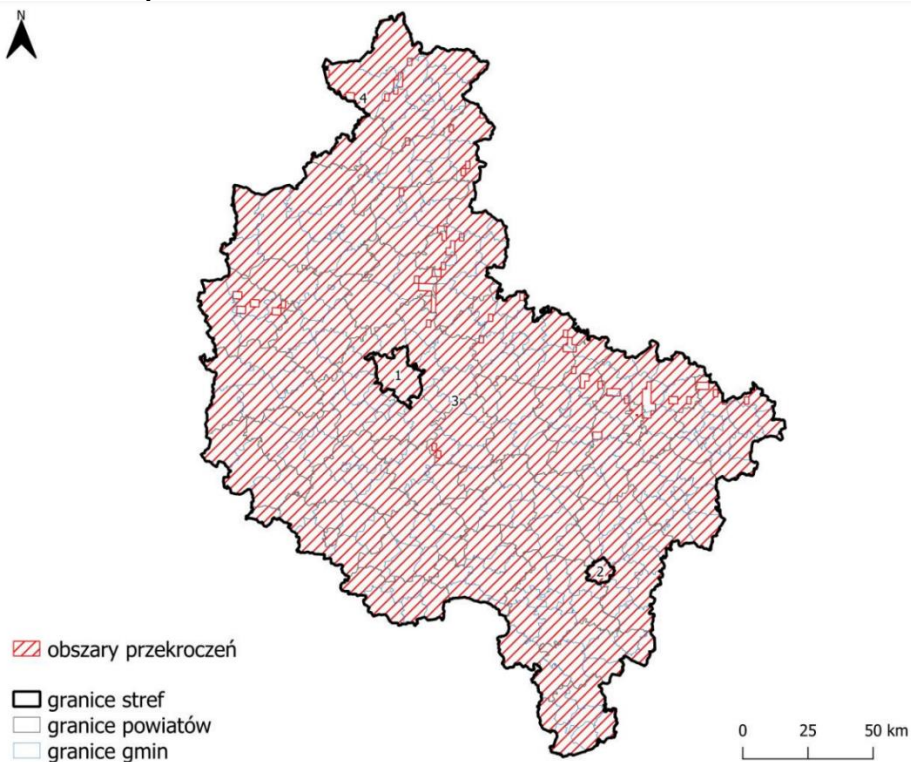 N
4
1
3
2
obszary przekroczeń
granice stref
granice powiatów
granice gmin
0 25 50 km